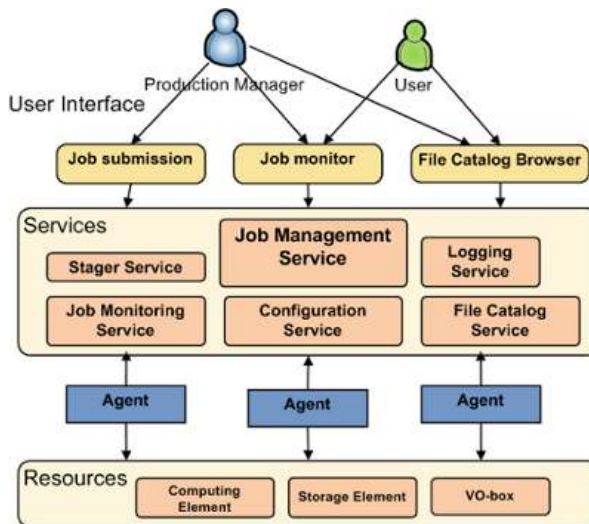 Production Manager
User
User Interface
Job submission
Job monitor
File Catalog Browser
Services
Job Management
Service
Stager Service
Logging
Service
Job Monitoring
Service
Configuration
Service
File Catalog
Service
Agent
Agent
Agent
Resources
Computing
Element
Storage Element
VO-box